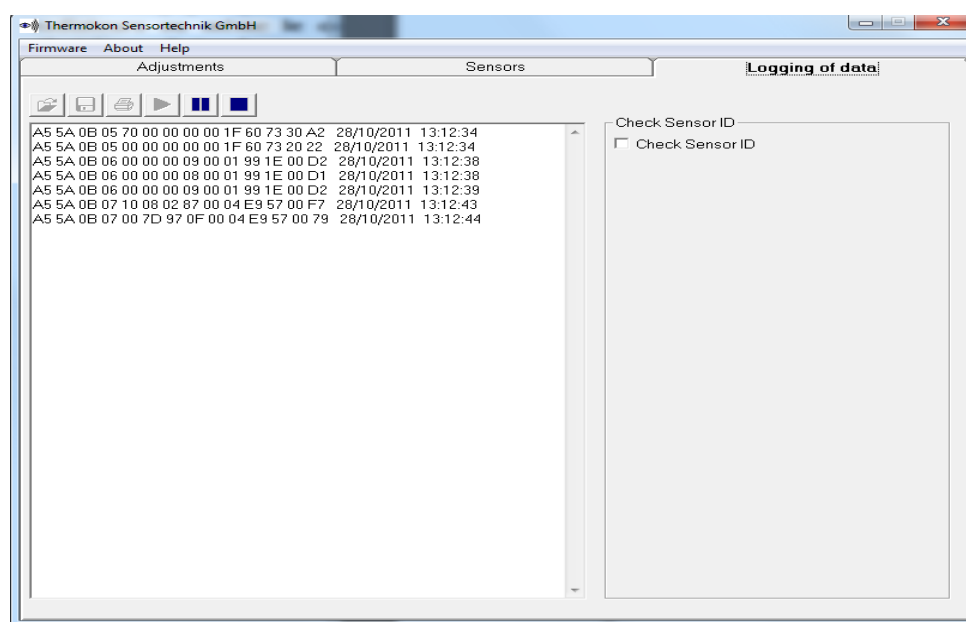 Thermokon Sensortechnik GmbH
Firmware About Help
Adjustments Sensors Logging of data
A5 5A 0B 05 70 00 00 00 00 1F 60 73 30 A2 28/10/2011 13:12:34
A5 5A 0B 05 00 00 00 00 00 1F 60 73 20 22 28/10/2011 13:12:34
A5 5A 0B 06 00 00 00 09 00 01 99 1E 00 D2 28/10/2011 13:12:38
A5 5A 0B 06 00 00 00 08 00 01 99 1E 00 D1 28/10/2011 13:12:38
A5 5A 0B 06 00 00 00 09 00 01 99 1E 00 D2 28/10/2011 13:12:39
A5 5A 0B 07 10 08 02 87 00 04 E9 57 00 F7 28/10/2011 13:12:43
A5 5A 0B 07 00 7D 97 0F 00 04 E9 57 00 79 28/10/2011 13:12:44
Check Sensor ID
Check Sensor ID